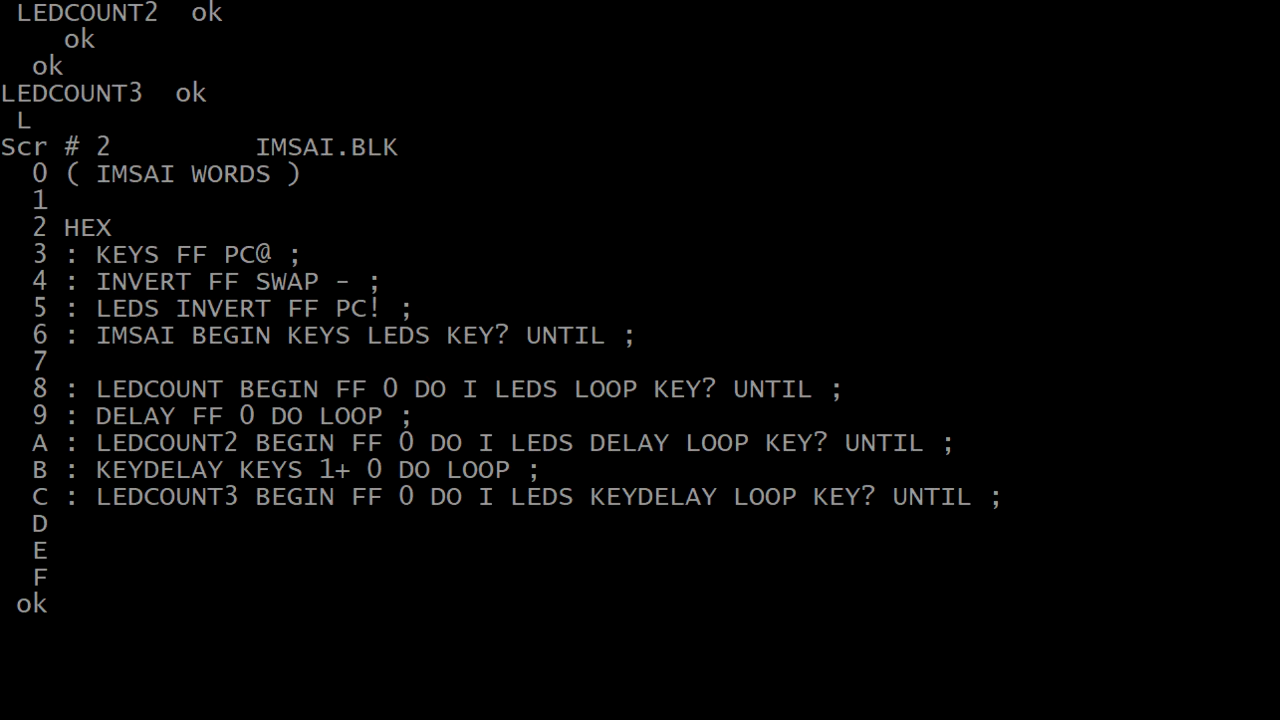 LEDCOUNT2  ok
ok
ok
LEDCOUNT3  ok
L
Scr # 2         IMSAI.BLK
0 ( IMSAI WORDS )
1
2 HEX
3 : KEYS FF PC@ ;
4 : INVERT FF SWAP - ;
5 : LEDS INVERT FF PC! ;
6 : IMSAI BEGIN KEYS LEDS KEY? UNTIL ;
7
8 : LEDCOUNT BEGIN FF 0 DO I LEDS LOOP KEY? UNTIL ;
9 : DELAY FF 0 DO LOOP ;
A : LEDCOUNT2 BEGIN FF 0 DO I LEDS DELAY LOOP KEY? UNTIL ;
B : KEYDELAY KEYS 1+ 0 DO LOOP ;
C : LEDCOUNT3 BEGIN FF 0 DO I LEDS KEYDELAY LOOP KEY? UNTIL ;
D
E
F
ok